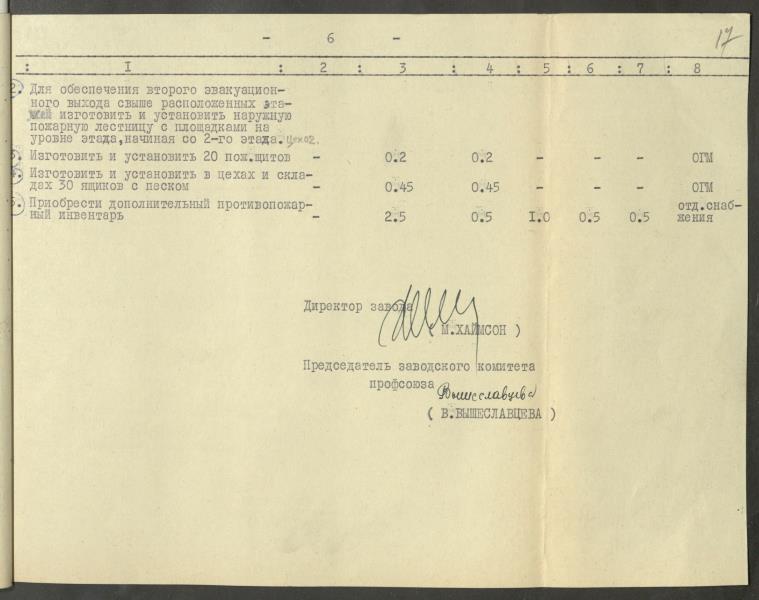 - 6 -
17
: I : 2 : 3 : 4 : 5 : 6 : 7 : 8
2. Для обеспечения второго эвакуацион-
ного выхода свыше расположенных эта-
жей изготовить и установить наружную
пожарную лестницу с площадками на
уровне этажа, начиная со 2-го этажа.
3. Изготовить и установить 20 пож.щитов - 0.2 0.2 - - - ОГМ
4. Изготовить и установить в цехах и скла-
дах 30 ящиков с песком - 0.45 0.45 - - - ОГМ
5. Приобрести дополнительный противопожар- отд.снаб-
ный инвентарь - 2.5 0.5 I.0 0.5 0.5 жения
Директор завода
( М.ХАЙМСОН )
Председатель заводского комитета
профсоюза Вышеславцева
( В.ВЫШЕСЛАВЦЕВА )